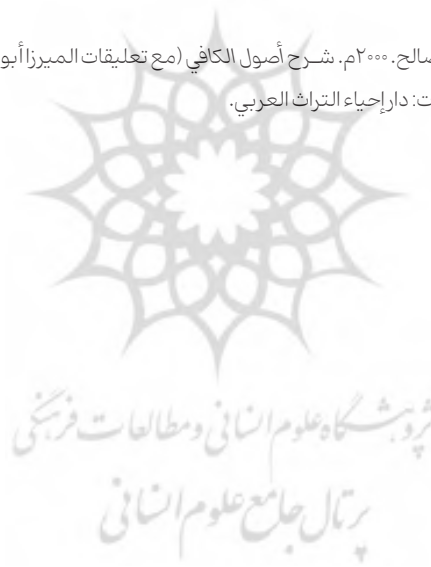 صالح. ۲۰۰۰م. شرح أصول الكافي (مع تعليقات الميرزا أبو
ت: دار إحياء التراث العربي.
پژوهشگاه علوم انسانی و مطالعات فرهنگی
پرتال جامع علوم انسانی